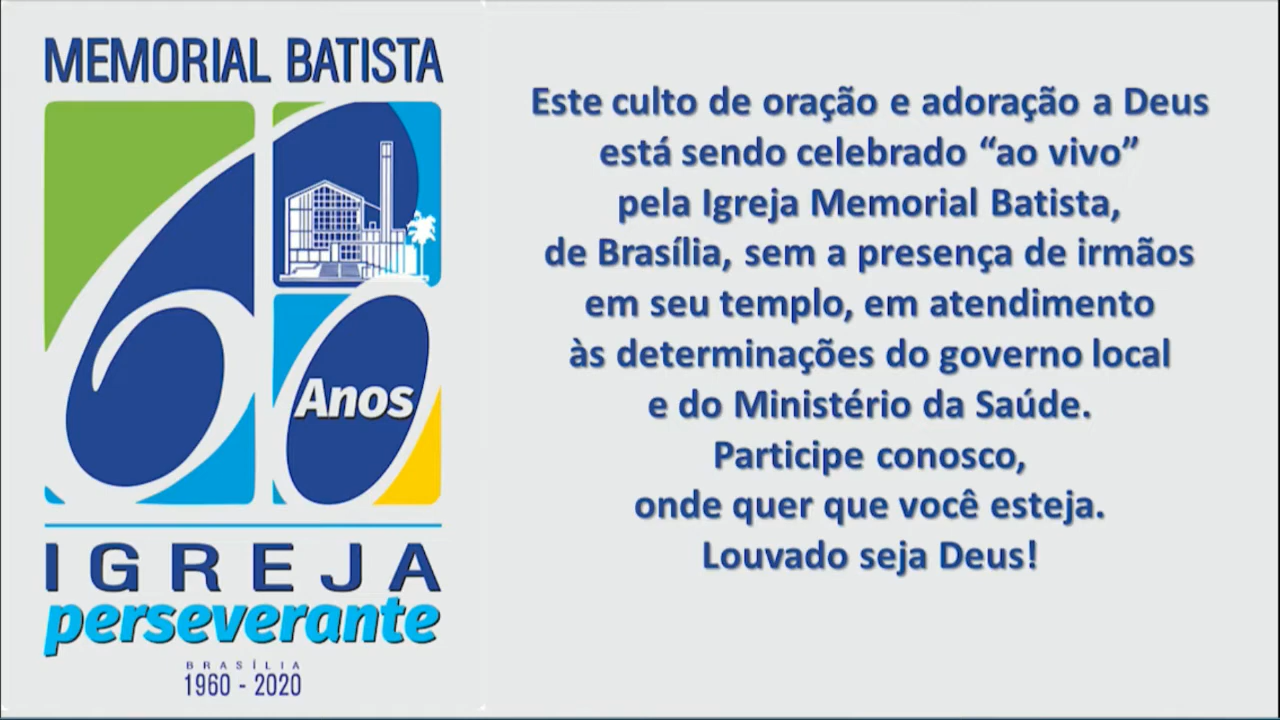 MEMORIAL BATISTA
60
Anos
IGREJA
perseverante
BRASÍLIA
1960 - 2020
Este culto de oração e adoração a Deus
está sendo celebrado “ao vivo”
pela Igreja Memorial Batista,
de Brasília, sem a presença de irmãos
em seu templo, em atendimento
às determinações do governo local
e do Ministério da Saúde.
Participe conosco,
onde quer que você esteja.
Louvado seja Deus!